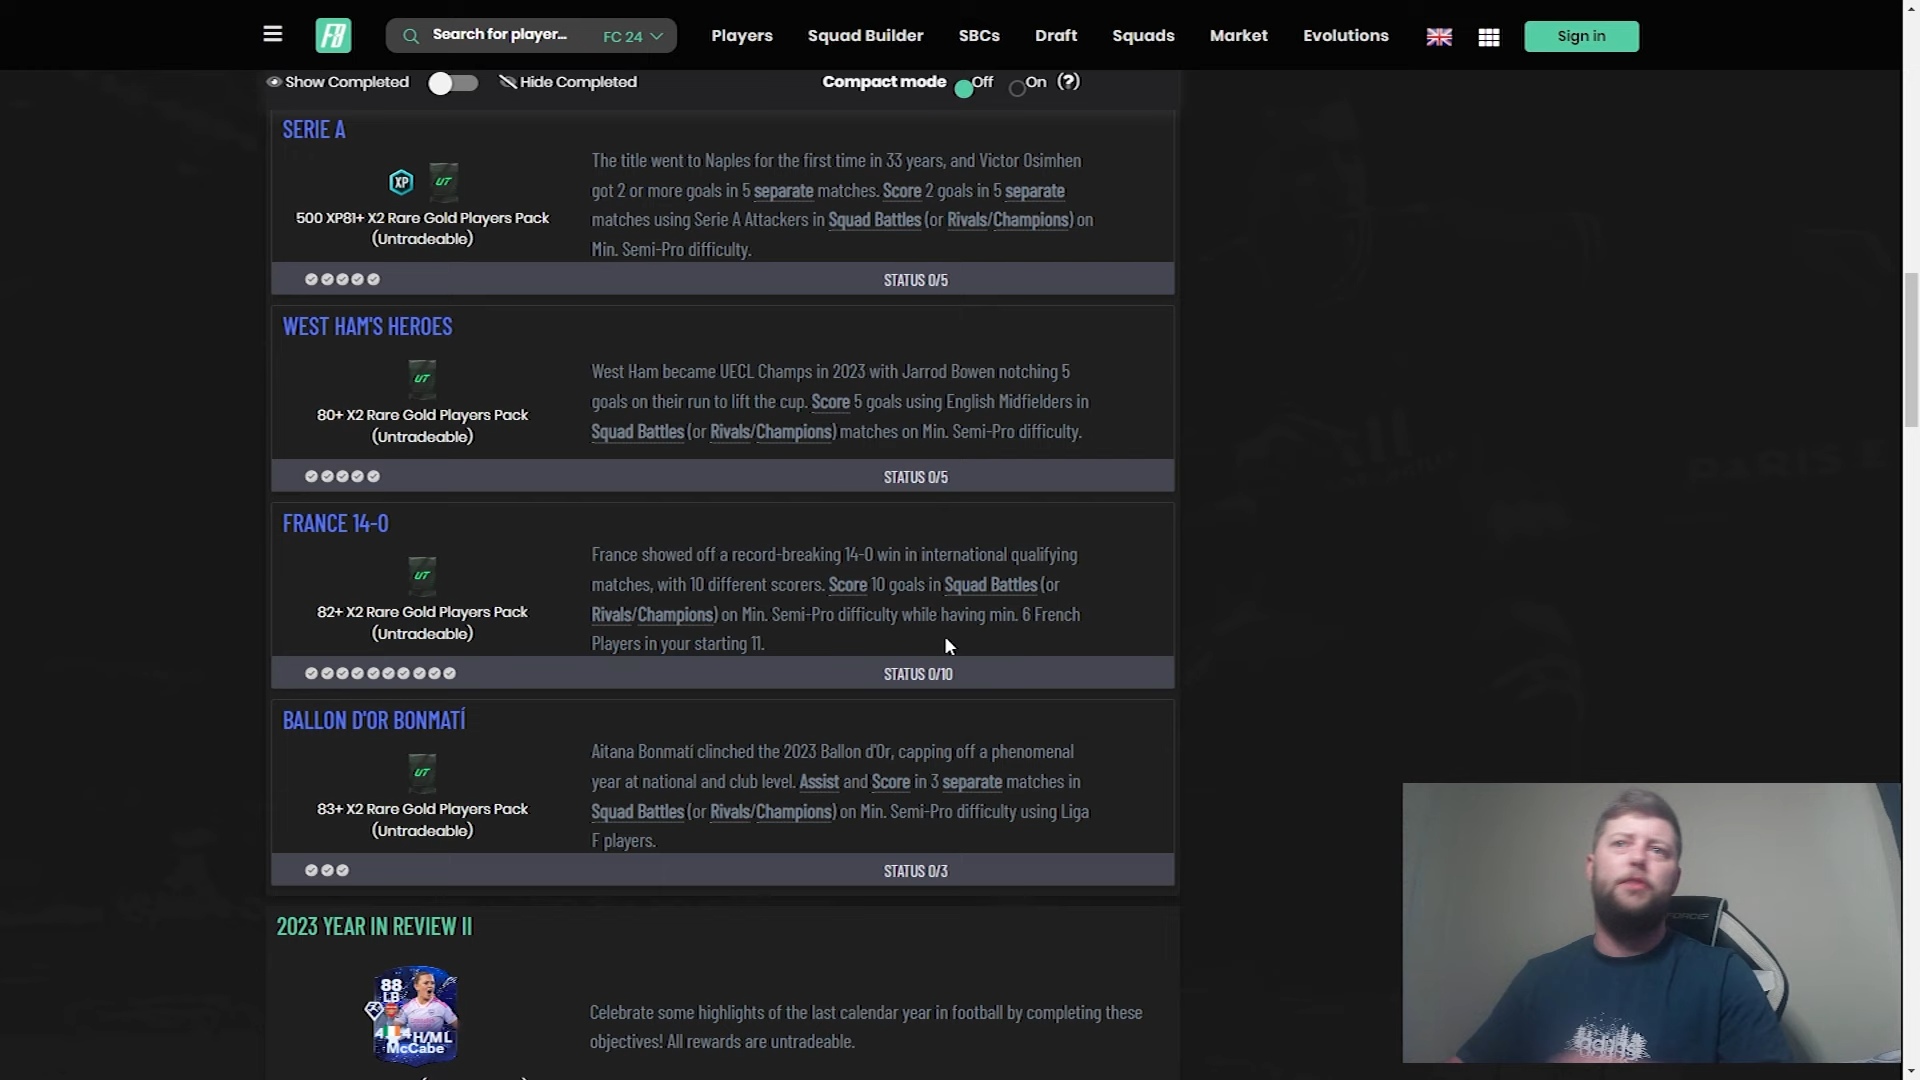 Search for player...
FC 24
Players
Squad Builder
SBCs
Draft
Squads
Market
Evolutions
Sign in
Show Completed
Hide Completed
Compact mode
Off
On
(?)
SERIE A
XP
UT
500 XP81+ X2 Rare Gold Players Pack
(Untradeable)
The title went to Naples for the first time in 33 years, and Victor Osimhen
got 2 or more goals in 5 separate matches. Score 2 goals in 5 separate
matches using Serie A Attackers in Squad Battles (or Rivals/Champions) on
Min. Semi-Pro difficulty.
STATUS 0/5
WEST HAM'S HEROES
UT
80+ X2 Rare Gold Players Pack
(Untradeable)
West Ham became UECL Champs in 2023 with Jarrod Bowen notching 5
goals on their run to lift the cup. Score 5 goals using English Midfielders in
Squad Battles (or Rivals/Champions) matches on Min. Semi-Pro difficulty.
STATUS 0/5
FRANCE 14-0
UT
82+ X2 Rare Gold Players Pack
(Untradeable)
France showed off a record-breaking 14-0 win in international qualifying
matches, with 10 different scorers. Score 10 goals in Squad Battles (or
Rivals/Champions) on Min. Semi-Pro difficulty while having min. 6 French
Players in your starting 11.
STATUS 0/10
BALLON D'OR BONMATÍ
UT
83+ X2 Rare Gold Players Pack
(Untradeable)
Aitana Bonmatí clinched the 2023 Ballon d'Or, capping off a phenomenal
year at national and club level. Assist and Score in 3 separate matches in
Squad Battles (or Rivals/Champions) on Min. Semi-Pro difficulty using Liga
F players.
STATUS 0/3
2023 YEAR IN REVIEW II
88
LB
H/ML
McCabe
Celebrate some highlights of the last calendar year in football by completing these
objectives! All rewards are untradeable.